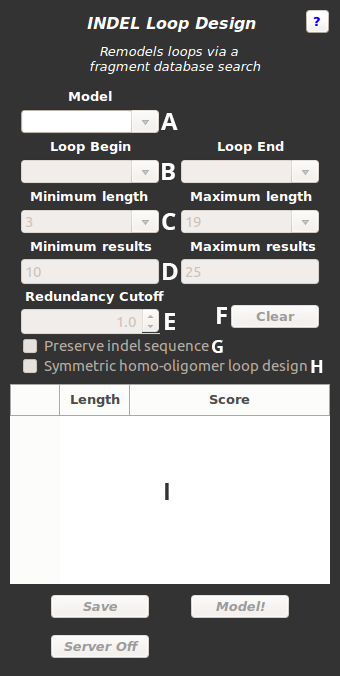 INDEL Loop Design
?
Remodels loops via a
fragment database search
Model
A
Loop Begin Loop End
B
Minimum length Maximum length
3 C 19
Minimum results Maximum results
10 D 25
Redundancy Cutoff
1.0 E F Clear
Preserve indel sequence G
Symmetric homo-oligomer loop design H
Length Score
I
Save Model!
Server Off